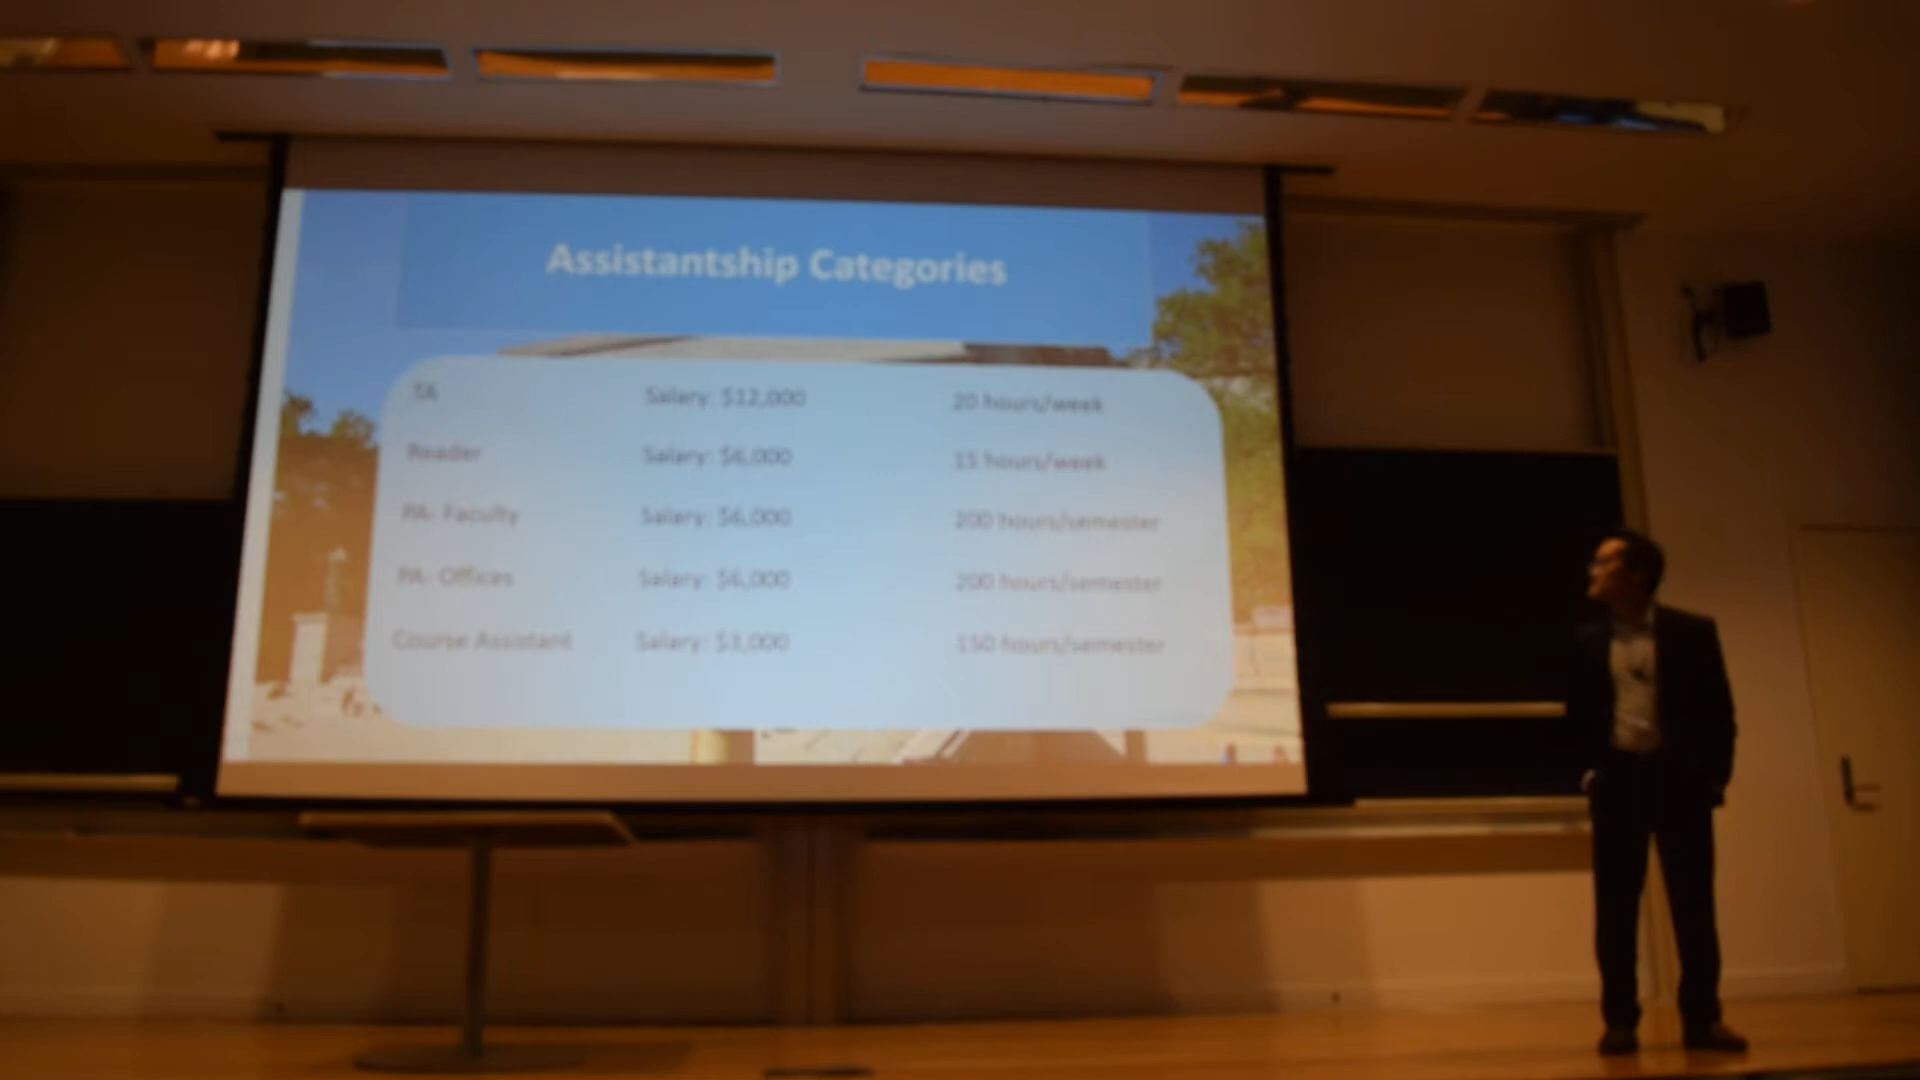 Assistantship Categories
TA Salary: $12,000 20 hours/week
Reader Salary: $6,000 15 hours/week
PA- Faculty Salary: $6,000 200 hours/semester
PA- Offices Salary: $6,000 200 hours/semester
Course Assistant Salary: $3,000 150 hours/semester